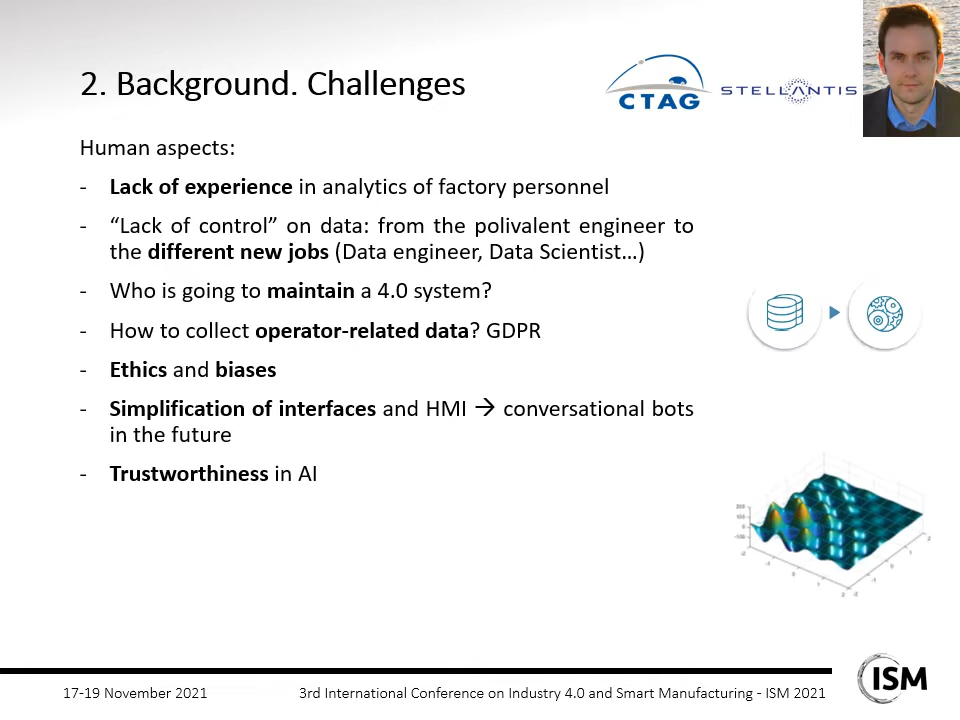 2. Background. Challenges
CTAG
STELLANTIS
Human aspects:
- Lack of experience in analytics of factory personnel
- “Lack of control” on data: from the polivalent engineer to
the different new jobs (Data engineer, Data Scientist…)
- Who is going to maintain a 4.0 system?
- How to collect operator-related data? GDPR
- Ethics and biases
- Simplification of interfaces and HMI → conversational bots
in the future
- Trustworthiness in AI
17-19 November 2021
3rd International Conference on Industry 4.0 and Smart Manufacturing - ISM 2021
ISM